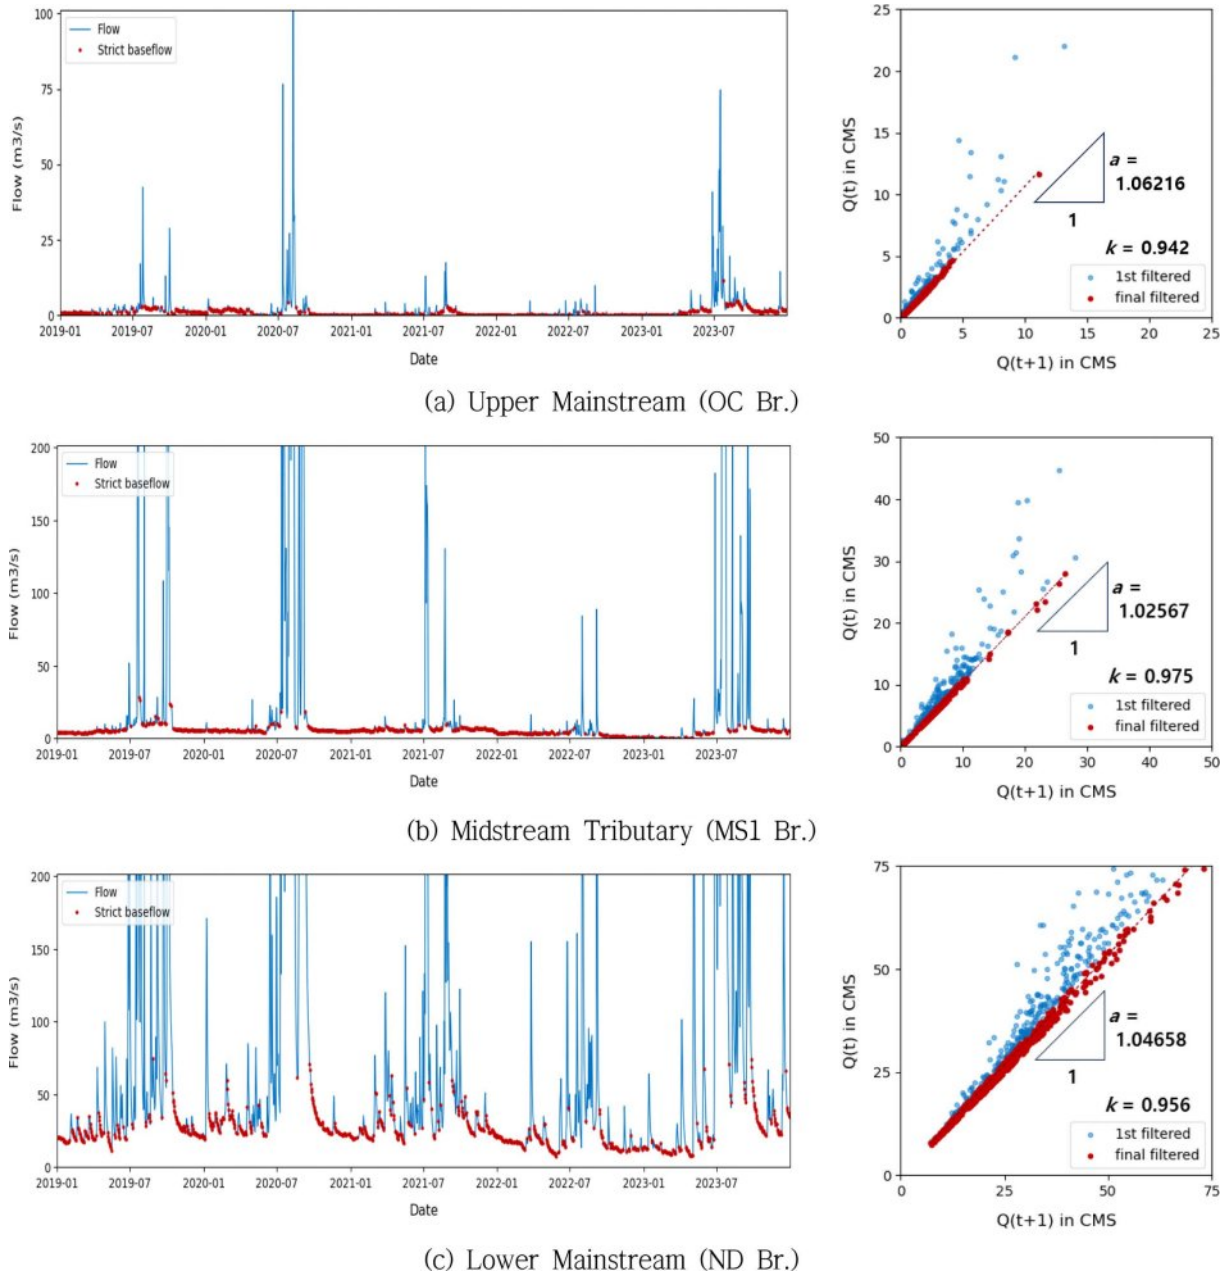 Flow
Strict baseflow
100
75
50
25
0
Flow (m3/s)
2019-01 2019-07 2020-01 2020-07 2021-01 2021-07 2022-01 2022-07 2023-01 2023-07
Date
25
20
15
10
5
0
Q(t) in CMS
a =
1.06216
1
k = 0.942
1st filtered
final filtered
0 5 10 15 20 25
Q(t+1) in CMS
(a) Upper Mainstream (OC Br.)
Flow
Strict baseflow
200
150
100
50
0
Flow (m3/s)
2019-01 2019-07 2020-01 2020-07 2021-01 2021-07 2022-01 2022-07 2023-01 2023-07
Date
50
40
30
20
10
0
Q(t) in CMS
a =
1.02567
1
k = 0.975
1st filtered
final filtered
0 10 20 30 40 50
Q(t+1) in CMS
(b) Midstream Tributary (MS1 Br.)
Flow
Strict baseflow
200
150
100
50
0
Flow (m3/s)
2019-01 2019-07 2020-01 2020-07 2021-01 2021-07 2022-01 2022-07 2023-01 2023-07
Date
75
50
25
0
Q(t) in CMS
a =
1.04658
1
k = 0.956
1st filtered
final filtered
0 25 50 75
Q(t+1) in CMS
(c) Lower Mainstream (ND Br.)